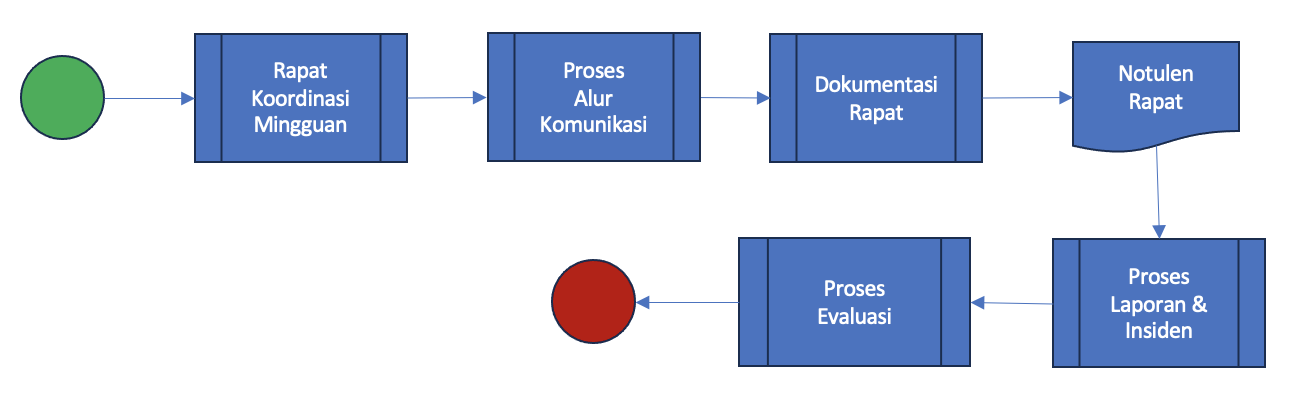 Rapat
Koordinasi
Mingguan
Proses
Alur
Komunikasi
Dokumentasi
Rapat
Notulen
Rapat
Proses
Laporan &
Insiden
Proses
Evaluasi